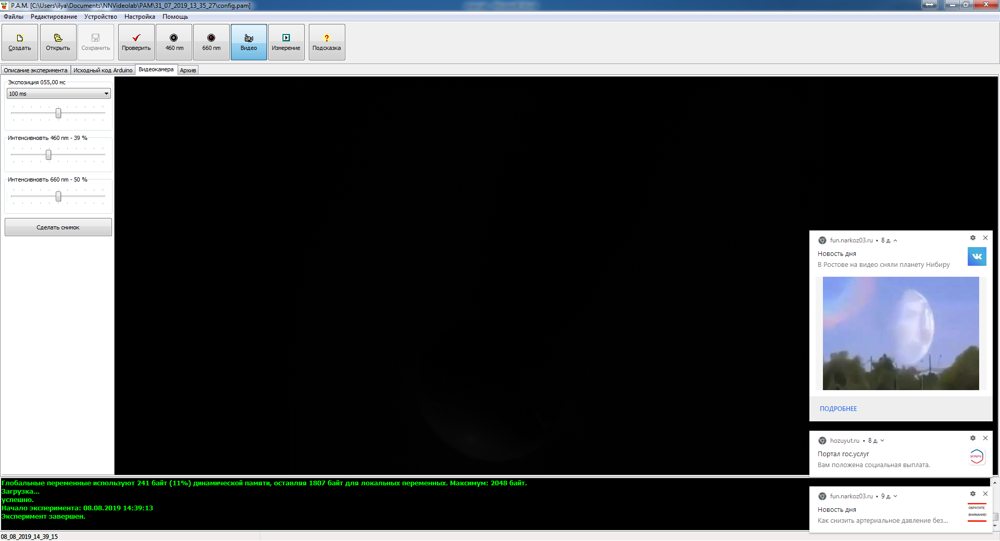 P.A.M. [C:\Users\ilya\Documents\NNVideolab\PAM\31_07_2019_13_35_27\config.pam]
Файлы Редактирование Устройство Настройка Помощь
Создать Открыть Сохранить Проверить 460 nm 660 nm Видео Измерение Подсказка
Описание эксперимента Исходный код Arduino Видеокамера Архив
Экспозиция 055,00 мс
100 ms
Интенсивновть 460 nm - 39 %
Интенсивновть 660 nm - 50 %
Сделать снимок
fun.narkoz03.ru • 8 д.
Новость дня
В Ростове на видео сняли планету Нибиру
ПОДРОБНЕЕ
hozuyut.ru • 8 д.
Портал гос.услуг
Вам положена социальная выплата.
услуги
fun.narkoz03.ru • 9 д.
Новость дня
Как снизить артериальное давление без...
ОБРАТИТЕ
ВНИМАНИЕ!
Глобальные переменные используют 241 байт (11%) динамической памяти, оставляя 1807 байт для локальных переменных. Максимум: 2048 байт.
Загрузка...
успешно.
Начало эксперимента: 08.08.2019 14:39:13
Эксперимент завершен.
08_08_2019_14_39_15